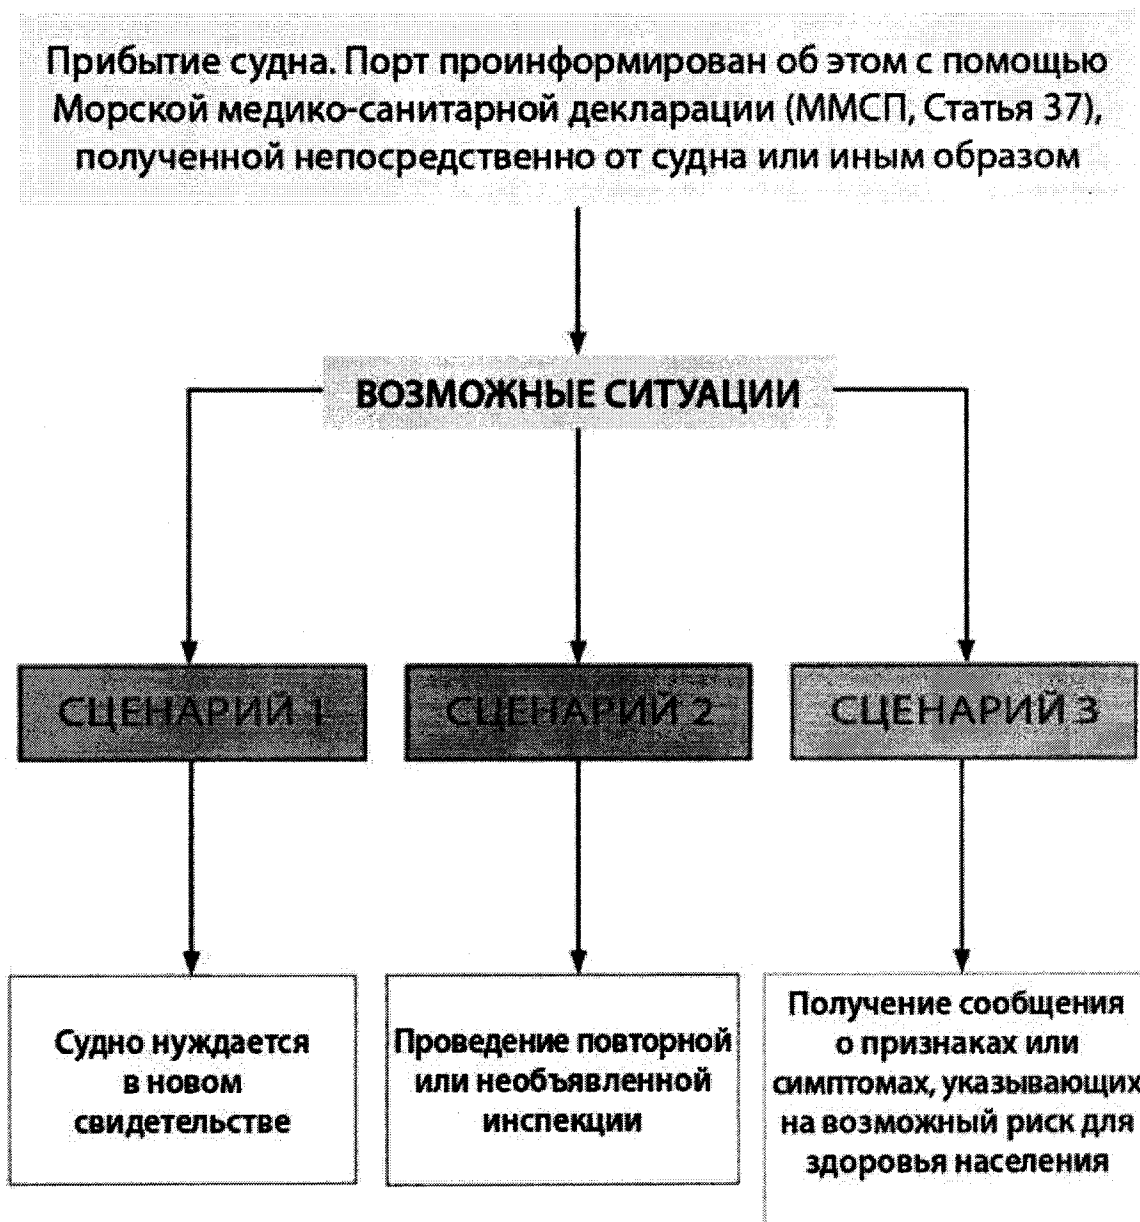 Прибытие судна. Порт проинформирован об этом с помощью
Морской медико-санитарной декларации (ММСП, Статья 37),
полученной непосредственно от судна или иным образом
ВОЗМОЖНЫЕ СИТУАЦИИ
СЦЕНАРИЙ 1
СЦЕНАРИЙ 2
СЦЕНАРИЙ 3
Судно нуждается
в новом
свидетельстве
Проведение повторной
или необъявленной
инспекции
Получение сообщения
о признаках или
симптомах, указывающих
на возможный риск для
здоровья населения